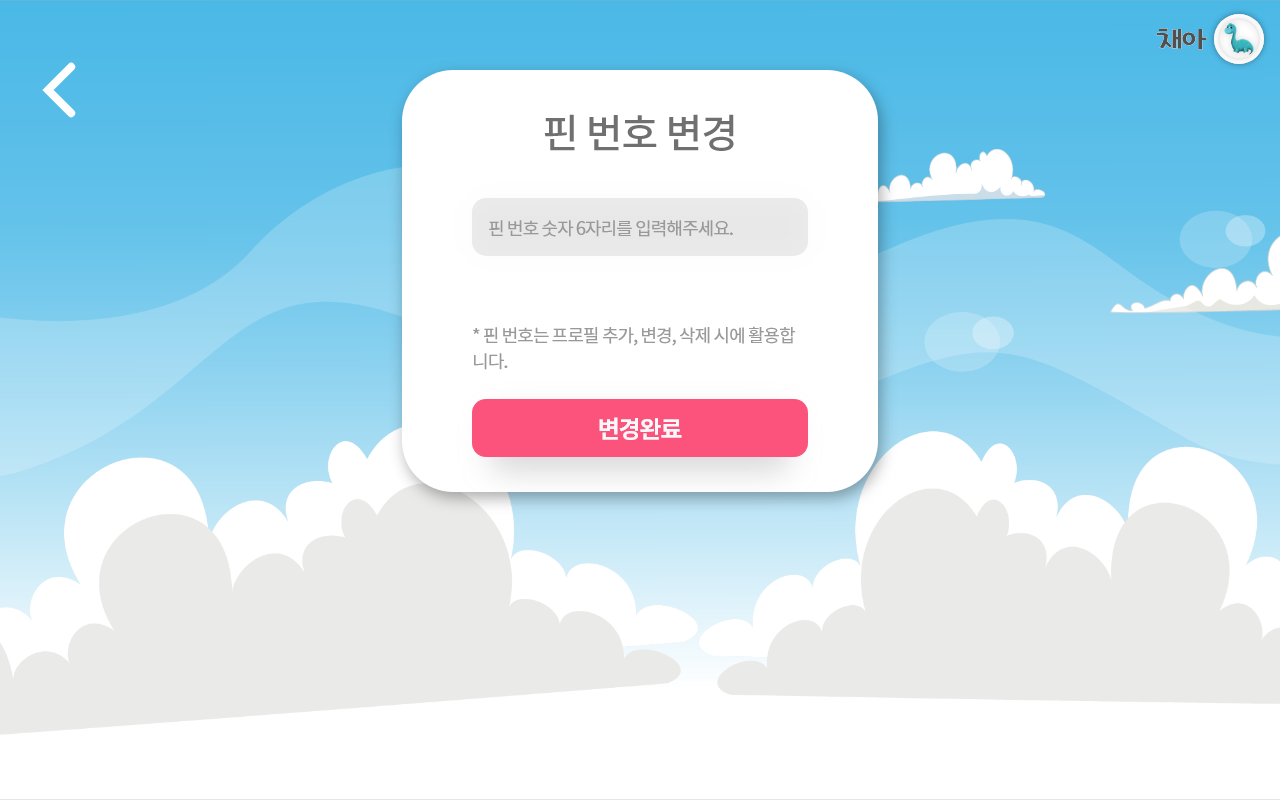 채아
핀 번호 변경
핀 번호 숫자 6자리를 입력해주세요.
* 핀 번호는 프로필 추가, 변경, 삭제 시에 활용합
니다.
변경완료